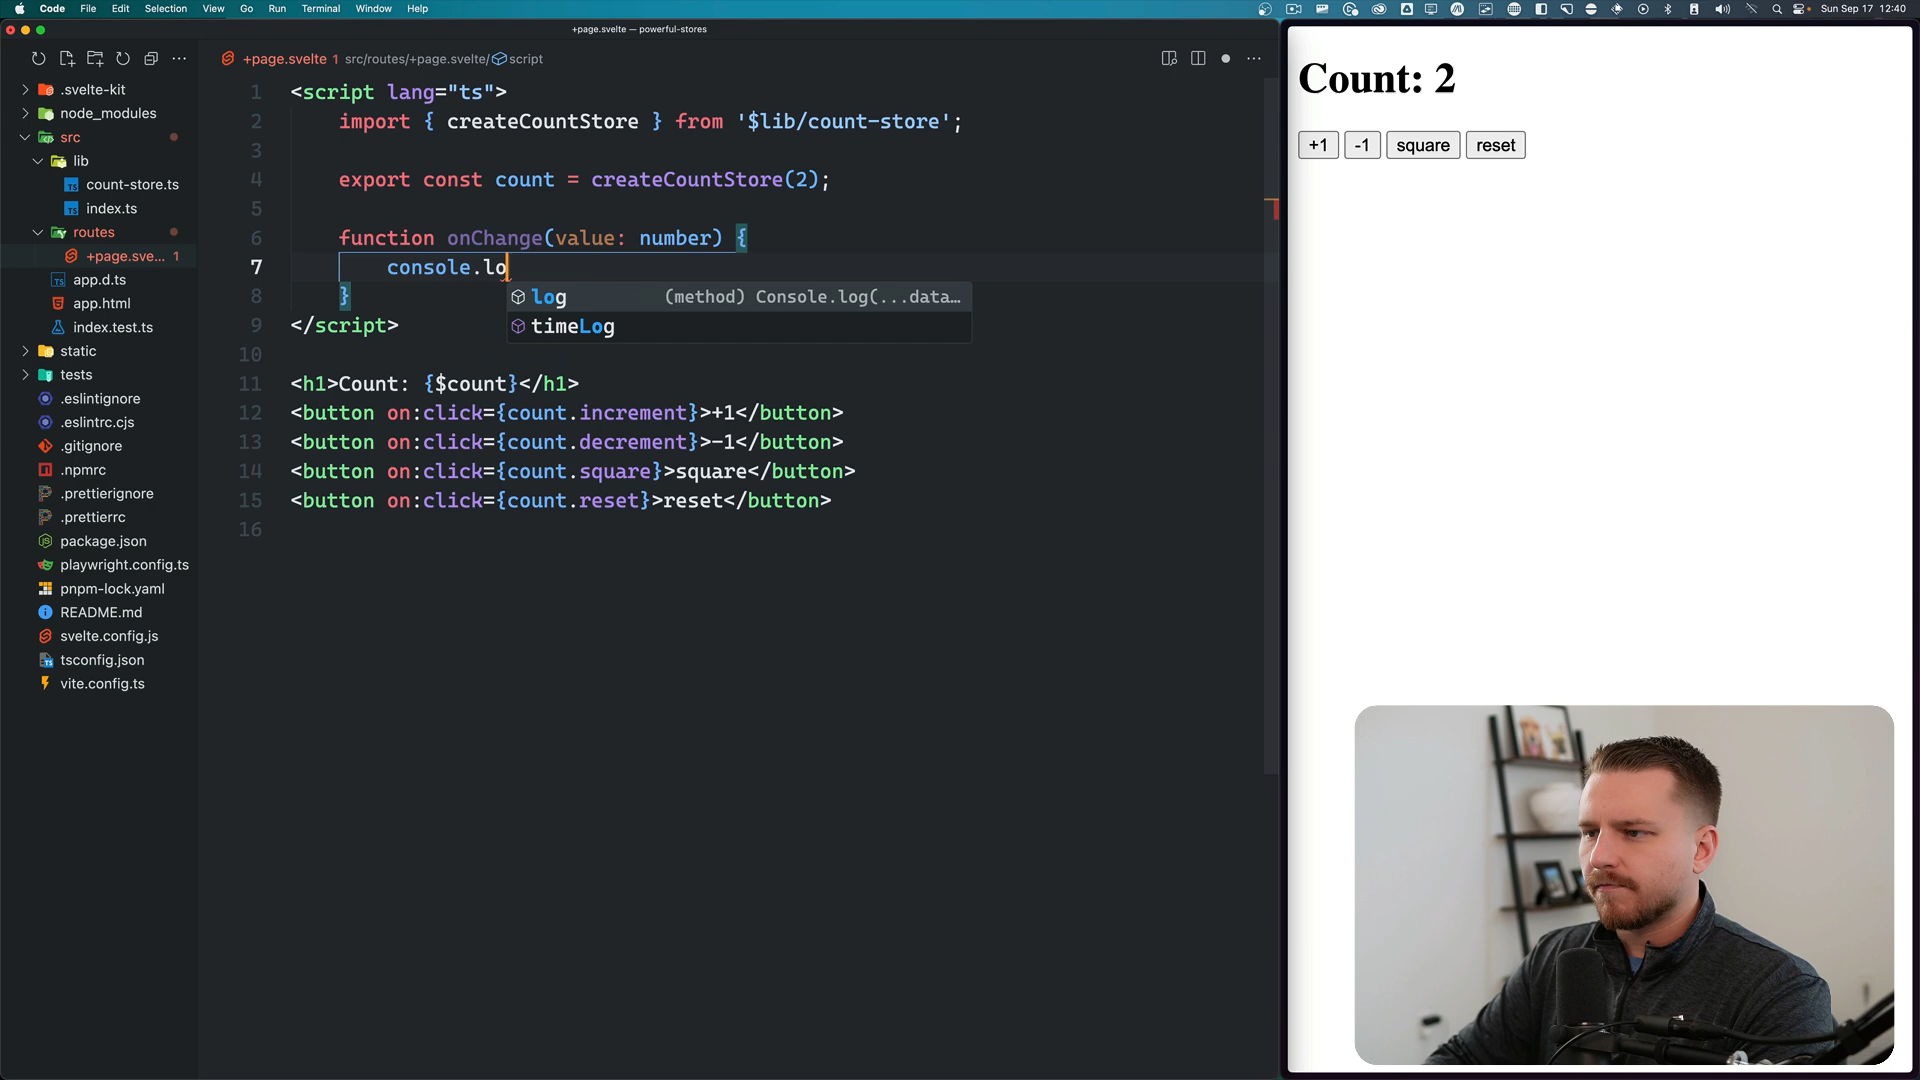 Code File Edit Selection View Go Run Terminal Window Help
Sun Sep 17 12:40
+page.svelte — powerful-stores
+page.svelte 1 src/routes/+page.svelte/ script
.svelte-kit
node_modules
src
lib
count-store.ts
index.ts
routes
+page.sve... 1
app.d.ts
app.html
index.test.ts
static
tests
.eslintignore
.eslintrc.cjs
.gitignore
.npmrc
.prettierignore
.prettierrc
package.json
playwright.config.ts
pnpm-lock.yaml
README.md
svelte.config.js
tsconfig.json
vite.config.ts
1 <script lang="ts">
2 import { createCountStore } from '$lib/count-store';
3
4 export const count = createCountStore(2);
5
6 function onChange(value: number) {
7 console.lo
log (method) Console.log(...data…
8 }
timeLog
9 </script>
10
11 <h1>Count: {$count}</h1>
12 <button on:click={count.increment}>+1</button>
13 <button on:click={count.decrement}>-1</button>
14 <button on:click={count.square}>square</button>
15 <button on:click={count.reset}>reset</button>
16
Count: 2
+1 -1 square reset